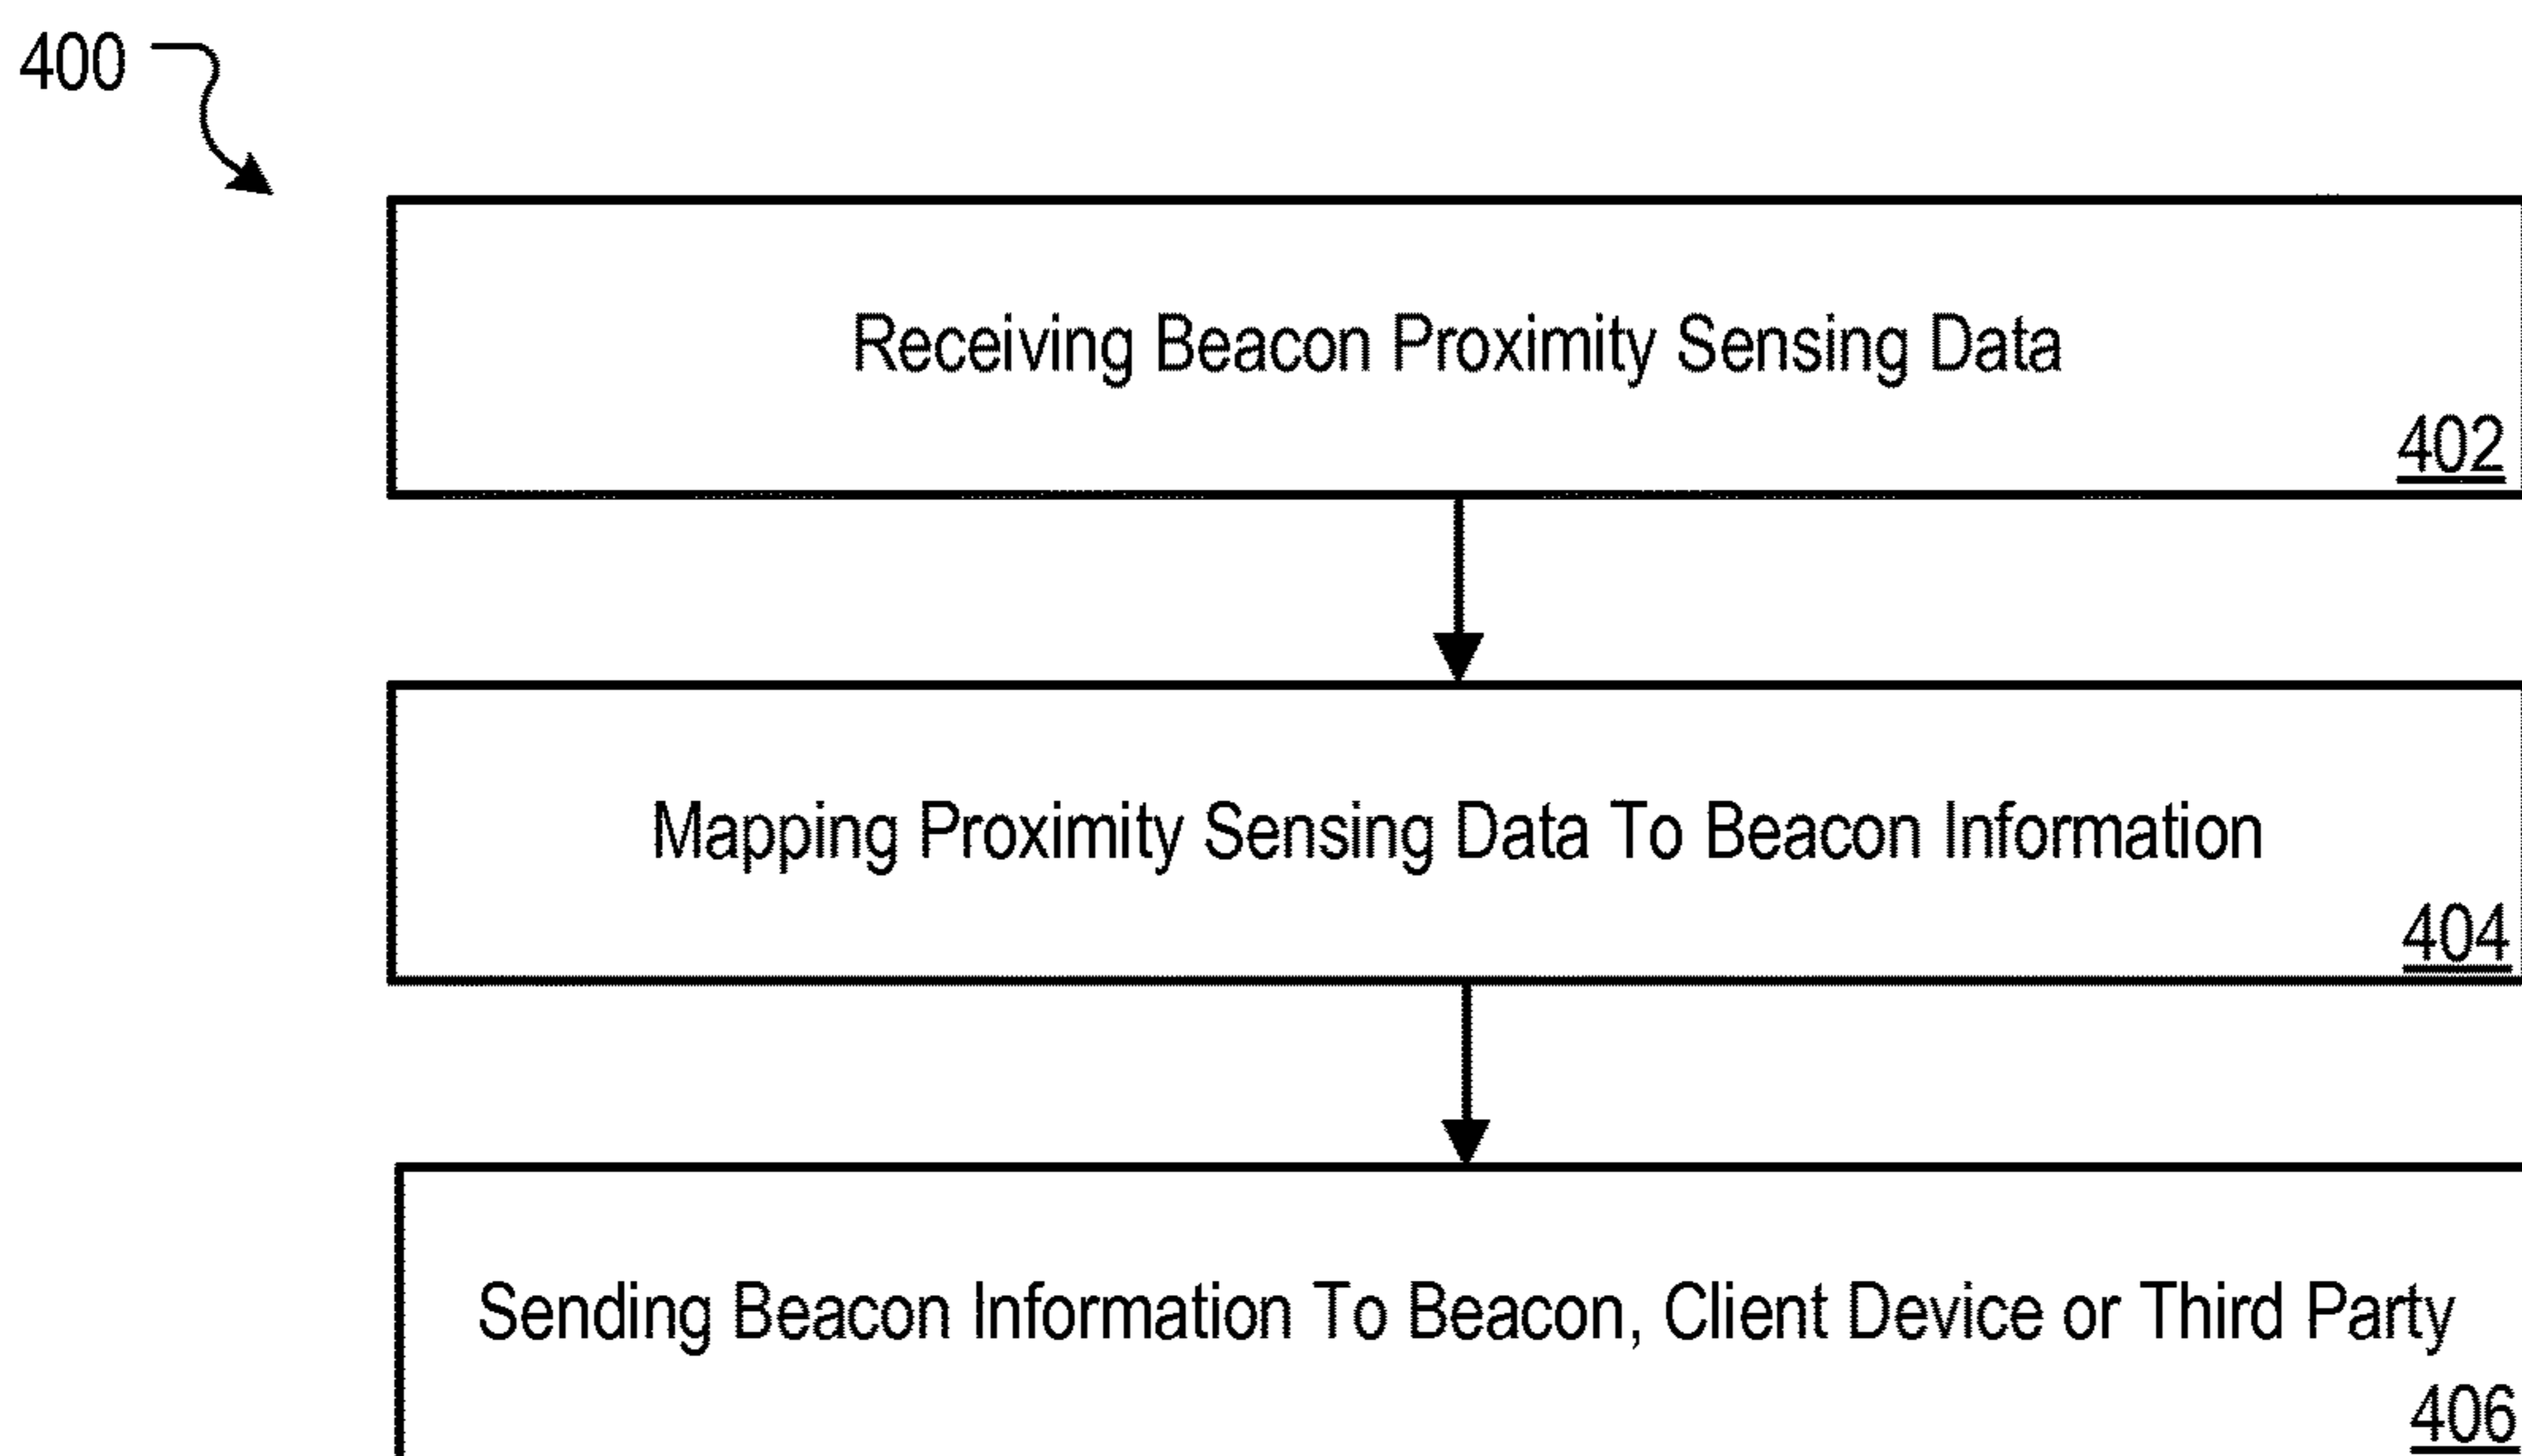 400
Receiving Beacon Proximity Sensing Data
402
Mapping Proximity Sensing Data To Beacon Information
404
Sending Beacon Information To Beacon, Client Device or Third Party
406